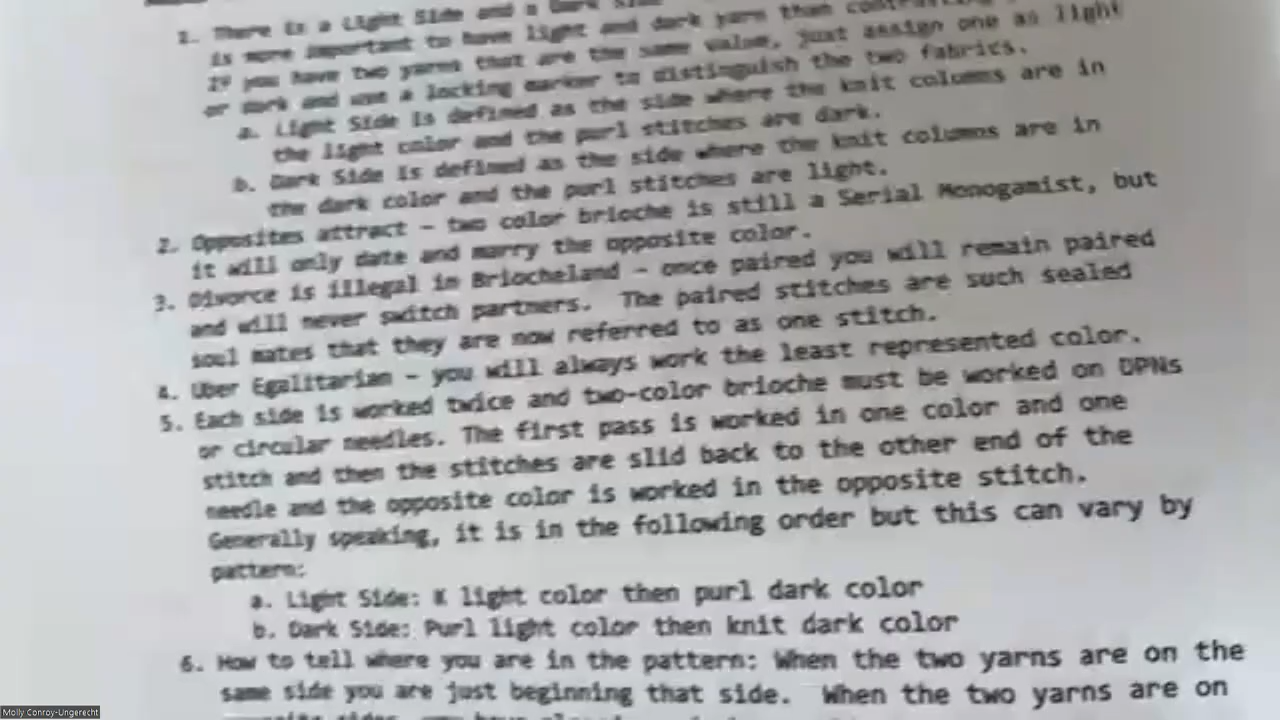 1. There is a Light Side and a Dark Side
is more important to have light and dark yarn than
If you have two yarns that are the same value, just assign one as light
or dark and use a locking marker to distinguish the two fabrics.
a. Light Side is defined as the side where the knit columns are in
the light color and the purl stitches are dark.
b. Dark Side is defined as the side where the knit columns are in
the dark color and the purl stitches are light.
2. Opposites attract – two color brioche is still a Serial Monogamist, but
it will only date and marry the opposite color.
3. Divorce is illegal in Briocheland – once paired you will remain paired
and will never switch partners. The paired stitches are such sealed
soul mates that they are now referred to as one stitch.
4. Uber Egalitarian – you will always work the least represented color.
5. Each side is worked twice and two-color brioche must be worked on DPNs
or circular needles. The first pass is worked in one color and one
stitch and then the stitches are slid back to the other end of the
needle and the opposite color is worked in the opposite stitch.
Generally speaking, it is in the following order but this can vary by
pattern:
a. Light Side: K light color then purl dark color
b. Dark Side: Purl light color then knit dark color
6. How to tell where you are in the pattern: When the two yarns are on the
same side you are just beginning that side. When the two yarns are on
Molly Conroy-Ungerecht